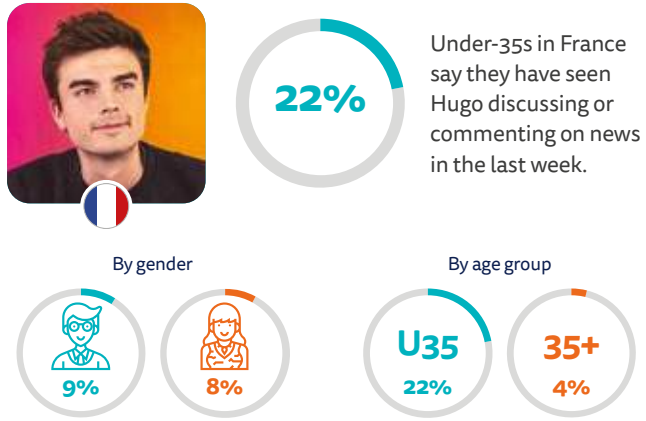 22%
Under-35s in France
say they have seen
Hugo discussing or
commenting on news
in the last week.
By gender
9%
8%
By age group
U35
22%
35+
4%